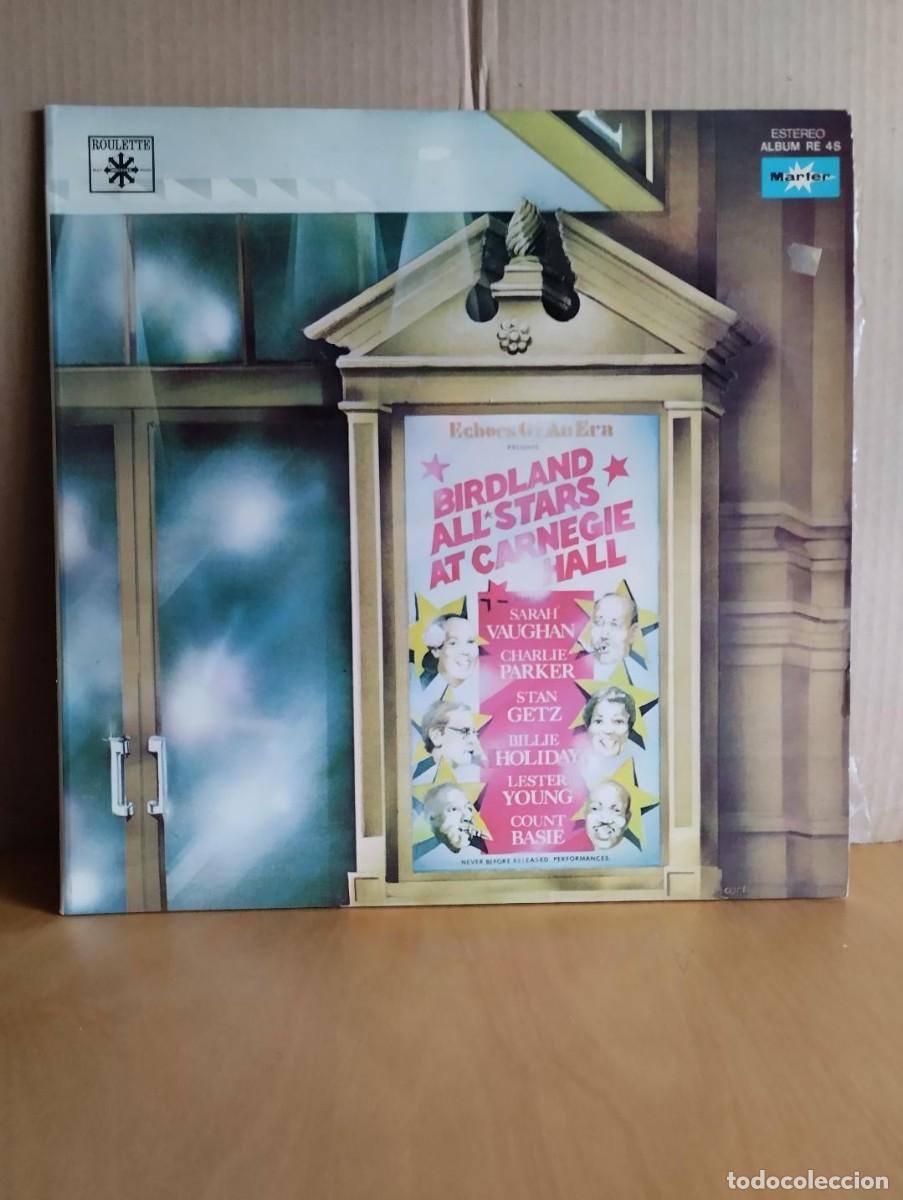 ROULETTE
ESTEREO
ALBUM RE 4S
Marfer
Echoes Of An Era
PRESENTS
BIRDLAND
ALL★STARS
AT CARNEGIE
HALL
SARAH
VAUGHAN
CHARLIE
PARKER
STAN
GETZ
BILLIE
HOLIDAY
LESTER
YOUNG
COUNT
BASIE
NEVER BEFORE RELEASED PERFORMANCES.
todocoleccion